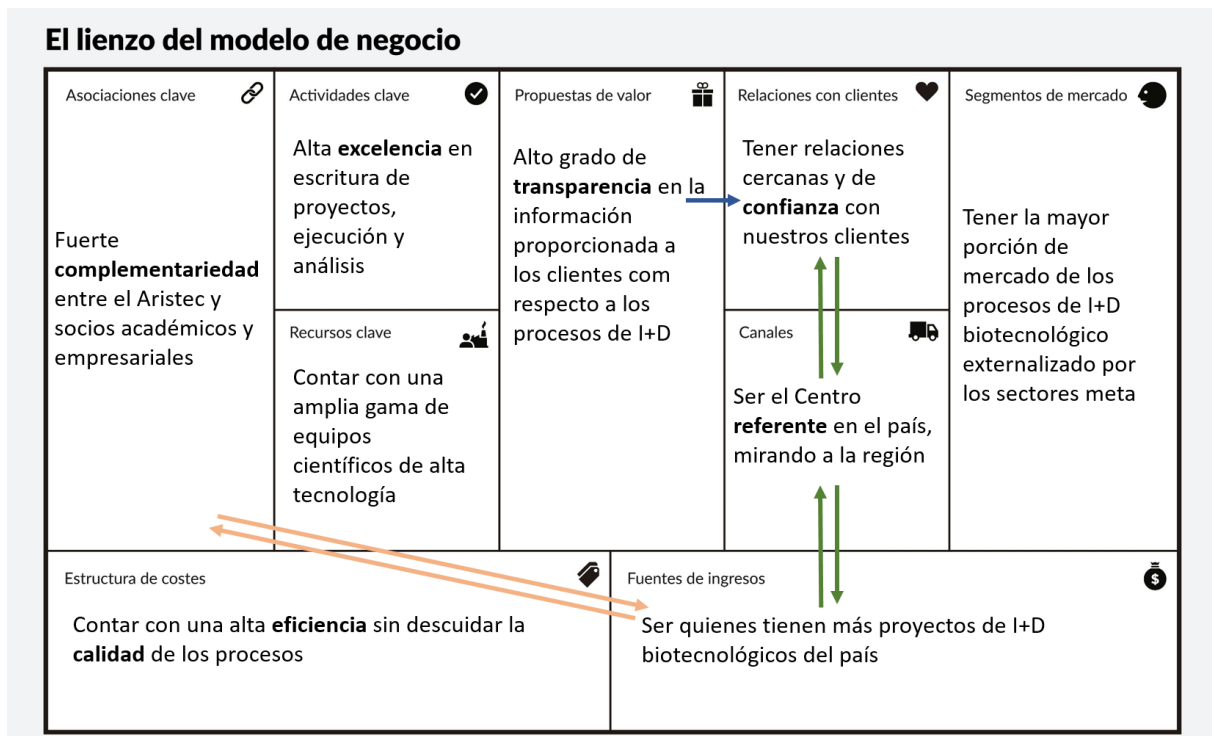 El lienzo del modelo de negocio
Asociaciones clave
Fuerte
complementariedad
entre el Aristec y
socios académicos y
empresariales
Actividades clave
Alta excelencia en
escritura de
proyectos,
ejecución y
análisis
Recursos clave
Contar con una
amplia gama de
equipos
científicos de alta
tecnología
Propuestas de valor
Alto grado de
transparencia en la
información
proporcionada a
los clientes com
respecto a los
procesos de I+D
Relaciones con clientes
Tener relaciones
cercanas y de
confianza con
nuestros clientes
Canales
Ser el Centro
referente en el país,
mirando a la región
Segmentos de mercado
Tener la mayor
porción de
mercado de los
procesos de I+D
biotecnológico
externalizado por
los sectores meta
Estructura de costes
Contar con una alta eficiencia sin descuidar la
calidad de los procesos
Fuentes de ingresos
$
Ser quienes tienen más proyectos de I+D
biotecnológicos del país